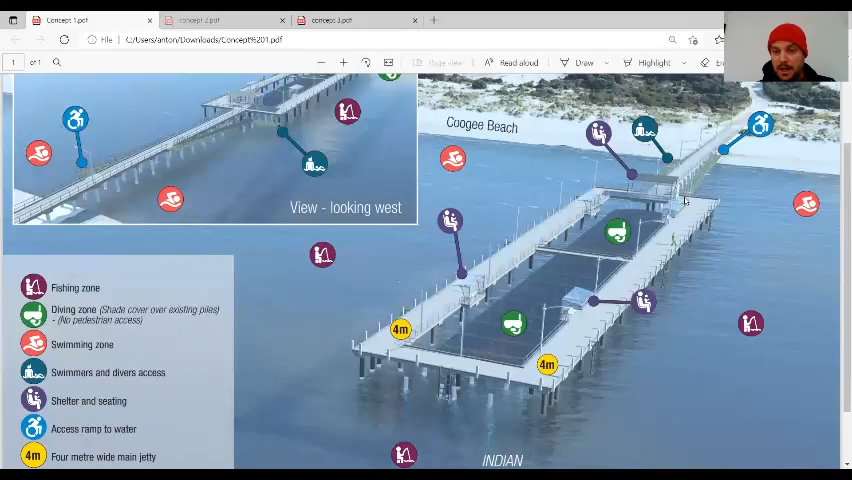 Concept 1.pdf
concept 2.pdf
concept 3.pdf
File
C:/Users/anton/Downloads/Concept%201.pdf
1 of 1
Page view
Read aloud
Draw
Highlight
Coogee Beach
View - looking west
4m
4m
Fishing zone
Diving zone (Shade cover over existing piles)
- (No pedestrian access)
Swimming zone
Swimmers and divers access
Shelter and seating
Access ramp to water
4m Four metre wide main jetty
INDIAN